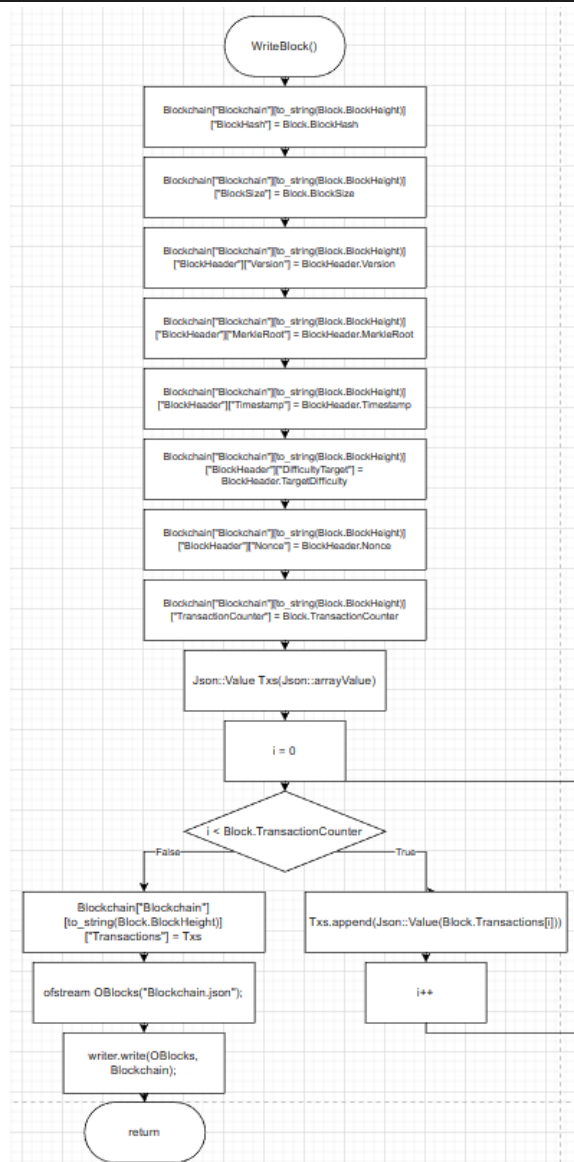 WriteBlock()
Blockchain["Blockchain"][to_string(Block.BlockHeight)]
["BlockHash"] = Block.BlockHash
Blockchain["Blockchain"][to_string(Block.BlockHeight)]
["BlockSize"] = Block.BlockSize
Blockchain["Blockchain"][to_string(Block.BlockHeight)]
["BlockHeader"]["Version"] = BlockHeader.Version
Blockchain["Blockchain"][to_string(Block.BlockHeight)]
["BlockHeader"]["MerkleRoot"] = BlockHeader.MerkleRoot
Blockchain["Blockchain"][to_string(Block.BlockHeight)]
["BlockHeader"]["Timestamp"] = BlockHeader.Timestamp
Blockchain["Blockchain"][to_string(Block.BlockHeight)]
["BlockHeader"]["DifficultyTarget"] =
BlockHeader.TargetDifficulty
Blockchain["Blockchain"][to_string(Block.BlockHeight)]
["BlockHeader"]["Nonce"] = BlockHeader.Nonce
Blockchain["Blockchain"][to_string(Block.BlockHeight)]
["TransactionCounter"] = Block.TransactionCounter
Json::Value Txs(Json::arrayValue)
i = 0
i < Block.TransactionCounter
False
True
Blockchain["Blockchain"]
[to_string(Block.BlockHeight)]
["Transactions"] = Txs
Txs.append(Json::Value(Block.Transactions[i]))
ofstream OBlocks("Blockchain.json");
i++
writer.write(OBlocks,
Blockchain);
return